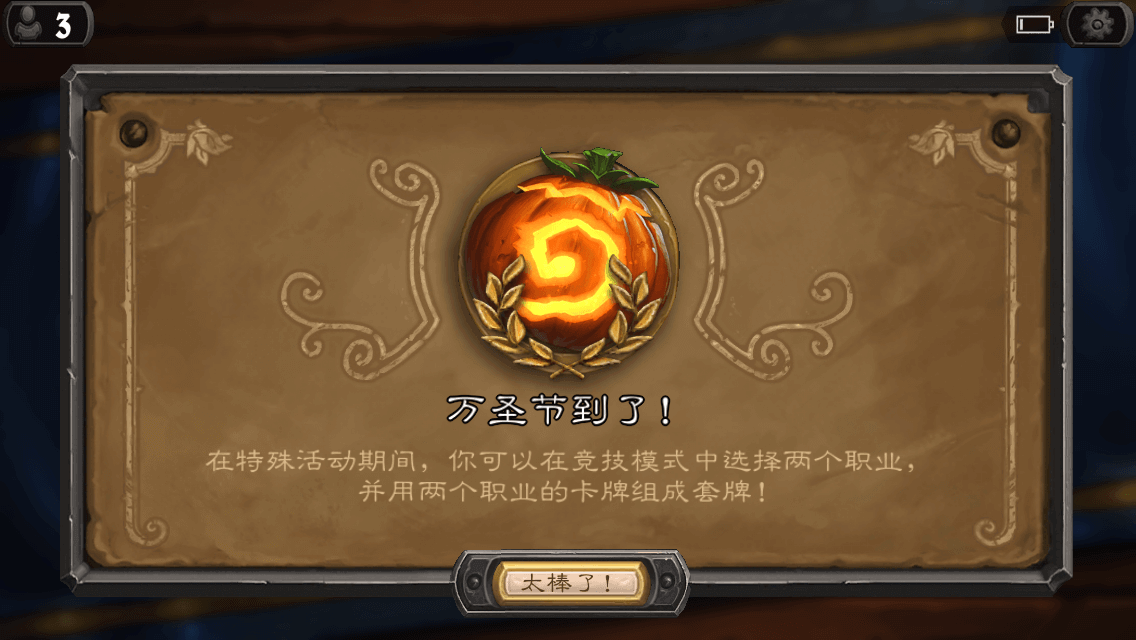 3
万圣节到了！
在特殊活动期间，你可以在竞技模式中选择两个职业，
并用两个职业的卡牌组成套牌！
太棒了！